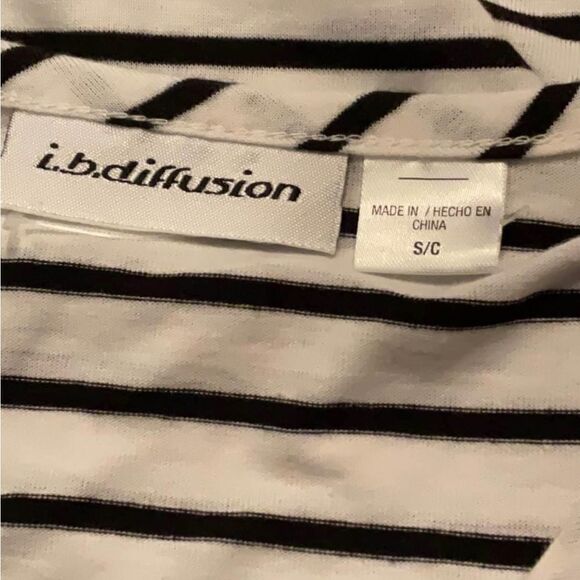 i.b.diffusion
MADE IN / HECHO EN
CHINA
S/C